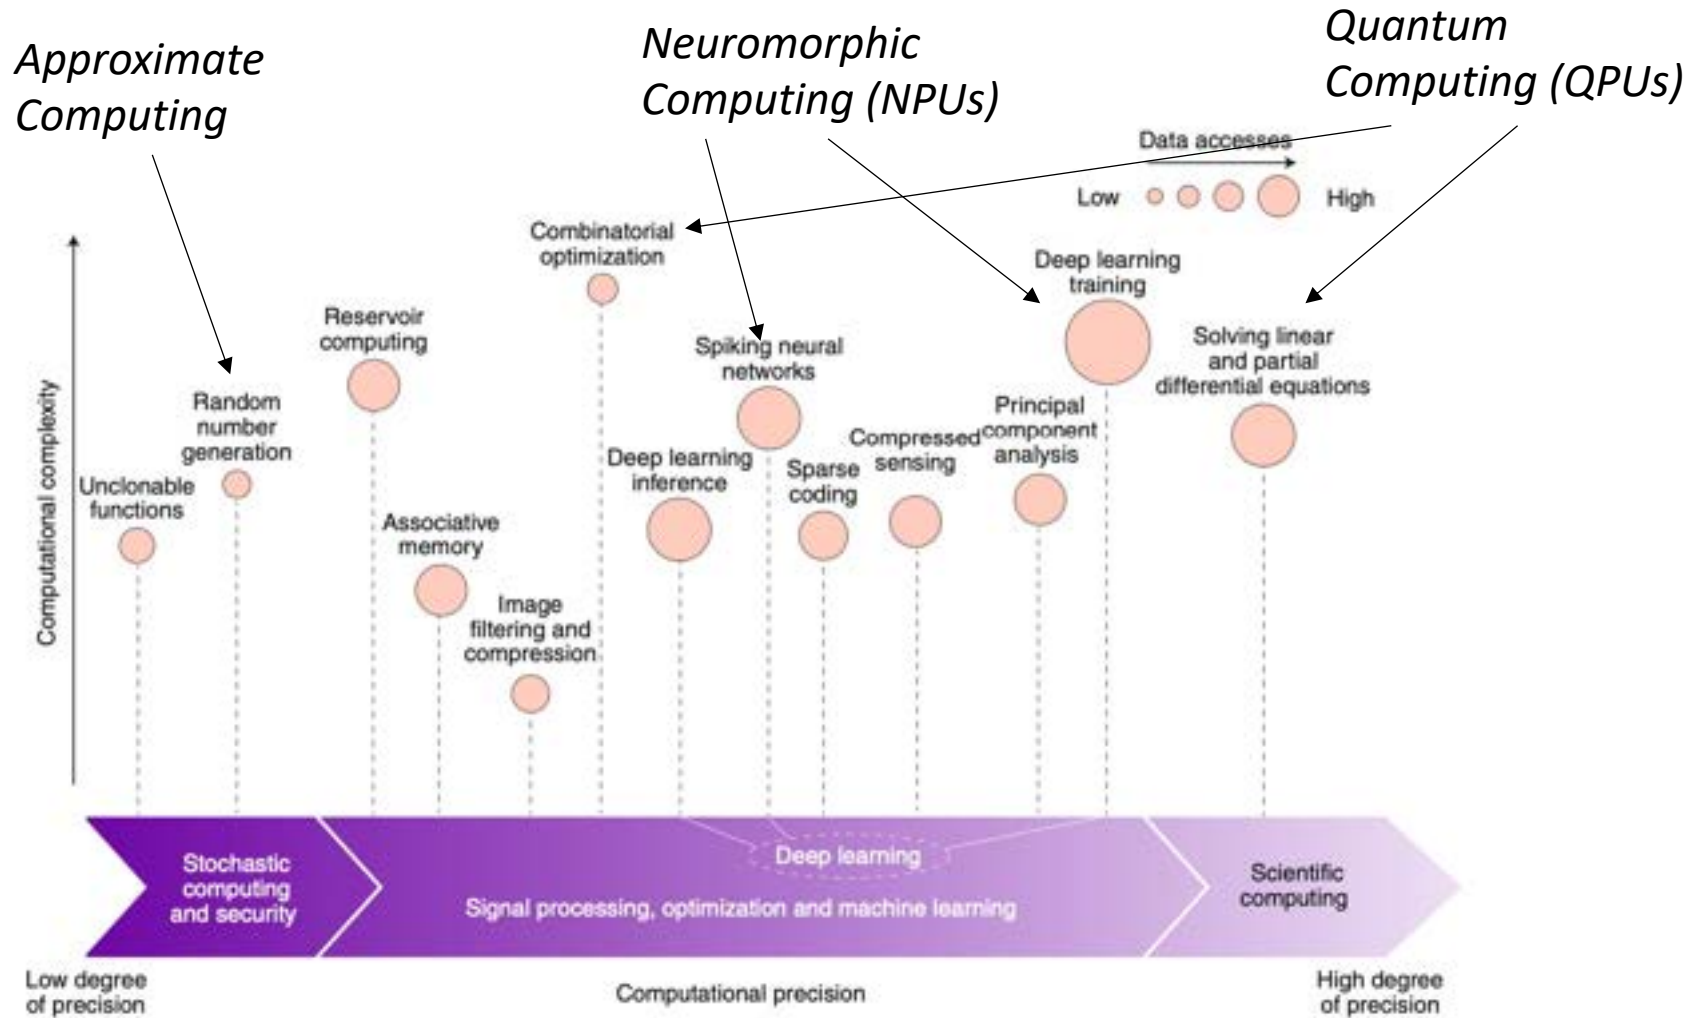 Approximate
Computing
Neuromorphic
Computing (NPUs)
Quantum
Computing (QPUs)
Data accesses
Low
High
Combinatorial
optimization
Deep learning
training
Reservoir
computing
Spiking neural
networks
Solving linear
and partial
differential equations
Random
number
generation
Principal
component
analysis
Compressed
sensing
Deep learning
inference
Sparse
coding
Unclonable
functions
Associative
memory
Image
filtering and
compression
Computational complexity
Deep learning
Stochastic
computing
and security
Signal processing, optimization and machine learning
Scientific
computing
Low degree
of precision
Computational precision
High degree
of precision